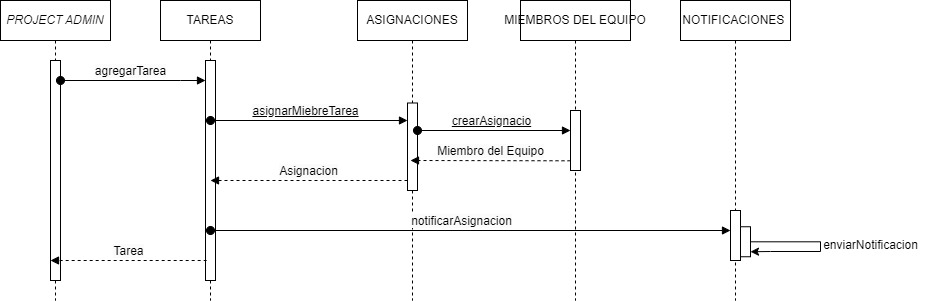 PROJECT ADMIN
TAREAS
ASIGNACIONES
MIEMBROS DEL EQUIPO
NOTIFICACIONES
agregarTarea
asignarMiebreTarea
crearAsignacio
Miembro del Equipo
Asignacion
notificarAsignacion
enviarNotificacion
Tarea